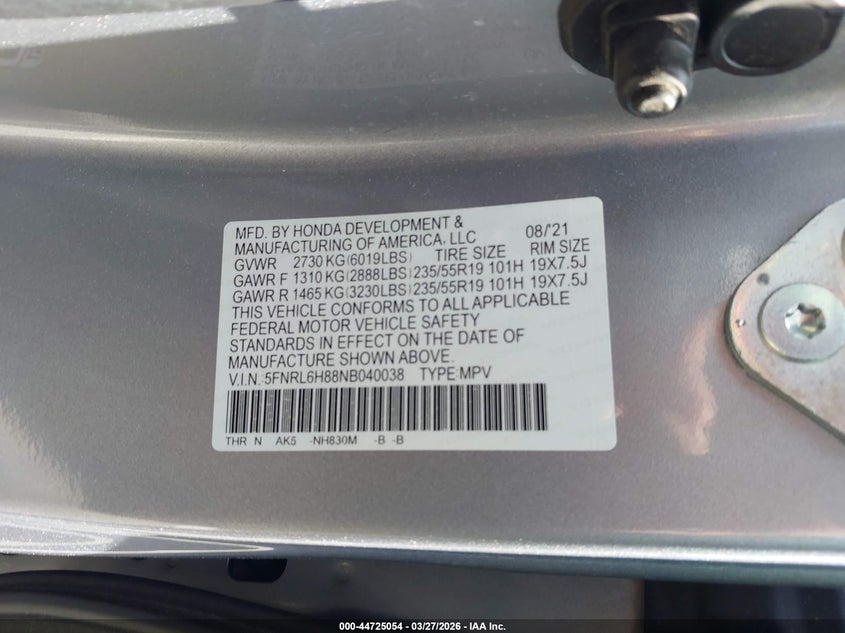 MFD. BY HONDA DEVELOPMENT & 08/'21
MANUFACTURING OF AMERICA, LLC
GVWR 2730 KG(6019LBS) TIRE SIZE RIM SIZE
GAWR F 1310 KG(2888LBS) 235/55R19 101H 19X7.5J
GAWR R 1465 KG(3230LBS) 235/55R19 101H 19X7.5J
THIS VEHICLE CONFORMS TO ALL APPLICABLE
FEDERAL MOTOR VEHICLE SAFETY
STANDARDS IN EFFECT ON THE DATE OF
MANUFACTURE SHOWN ABOVE.
V.I.N.:5FNRL6H88NB040038 TYPE:MPV
THR N AK5 -NH830M -B -B
000-44725054 | 03/27/2026 | IAA Inc.